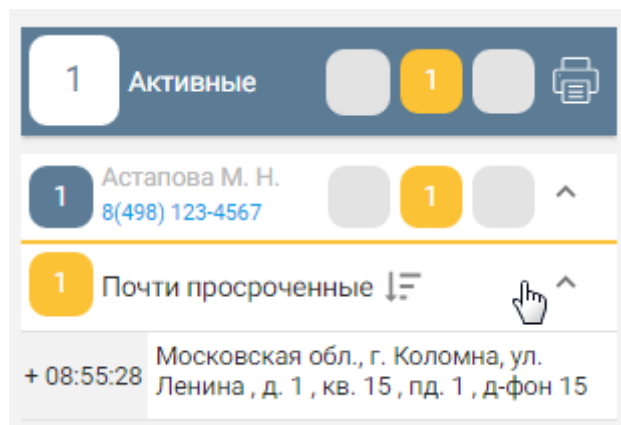 1 Активные 1
1 Астапова М. Н. 1
8(498) 123-4567
1 Почти просроченные
+ 08:55:28 Московская обл., г. Коломна, ул.
Ленина , д. 1 , кв. 15 , пд. 1 , д-фон 15